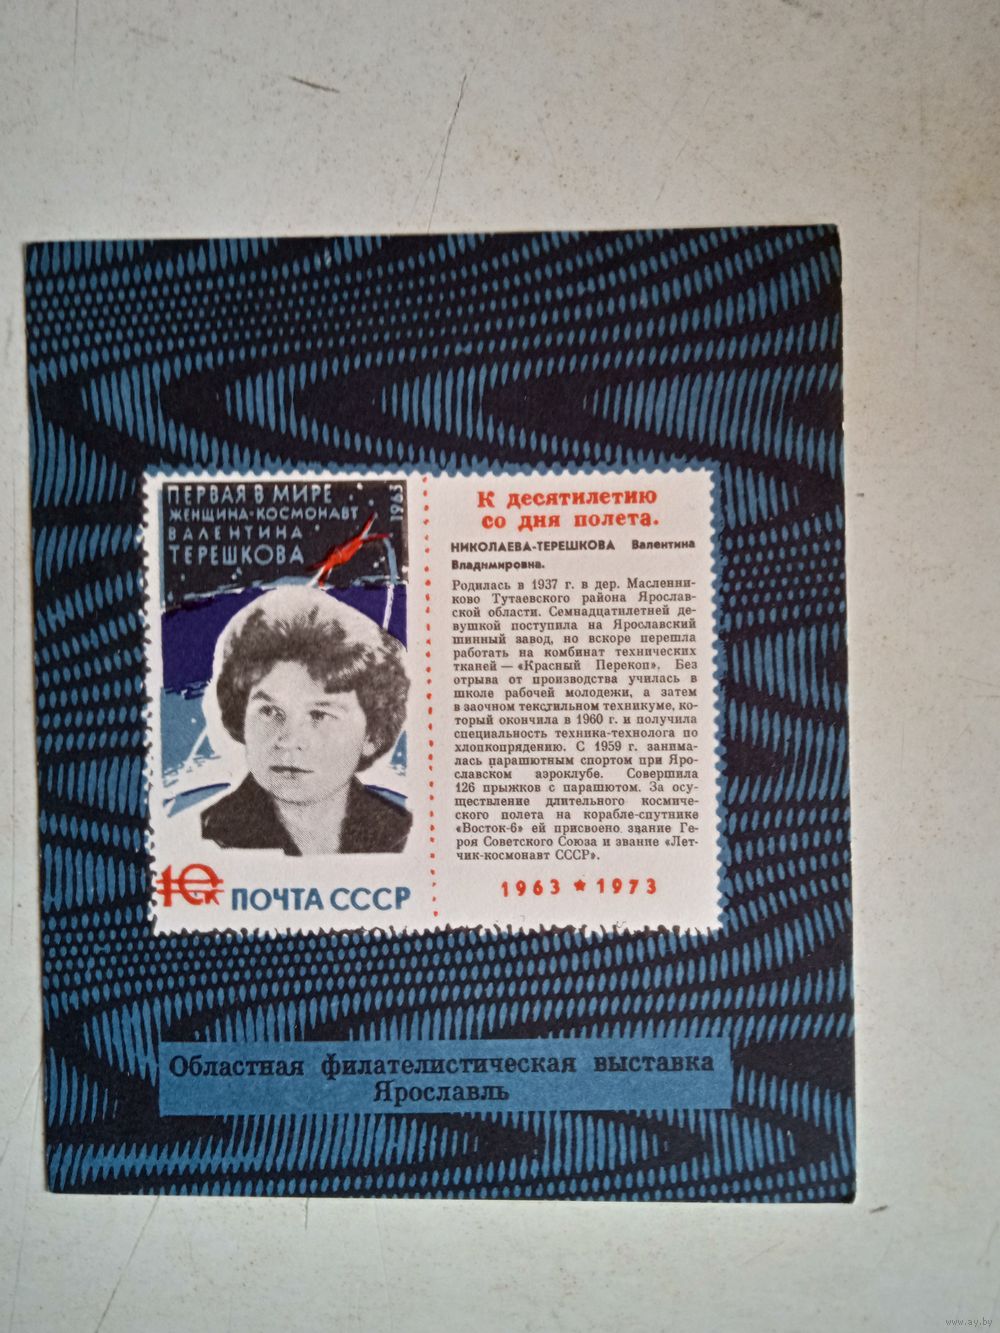 ПЕРВАЯ В МИРЕ
ЖЕНЩИНА-КОСМОНАВТ
ВАЛЕНТИНА
ТЕРЕШКОВА
1963
10к
ПОЧТА СССР
К десятилетию
со дня полета.
НИКОЛАЕВА-ТЕРЕШКОВА Валентина
Владимировна.
Родилась в 1937 г. в дер. Масленни-
ково Тутаевского района Ярослав-
ской области. Семнадцатилетней де-
вушкой поступила на Ярославский
шинный завод, но вскоре перешла
работать на комбинат технических
тканей — «Красный Перекоп». Без
отрыва от производства училась в
школе рабочей молодежи, а затем
в заочном текстильном техникуме, ко-
торый окончила в 1960 г. и получила
специальность техника-технолога по
хлопкопрядению. С 1959 г. занима-
лась парашютным спортом при Яро-
славском аэроклубе. Совершила
126 прыжков с парашютом. За осу-
ществление длительного космиче-
ского полета на корабле-спутнике
«Восток-6» ей присвоено звание Ге-
роя Советского Союза и звание «Лет-
чик-космонавт СССР».
1963 ★ 1973
Областная филателистическая выставка
Ярославль
www.ay.by